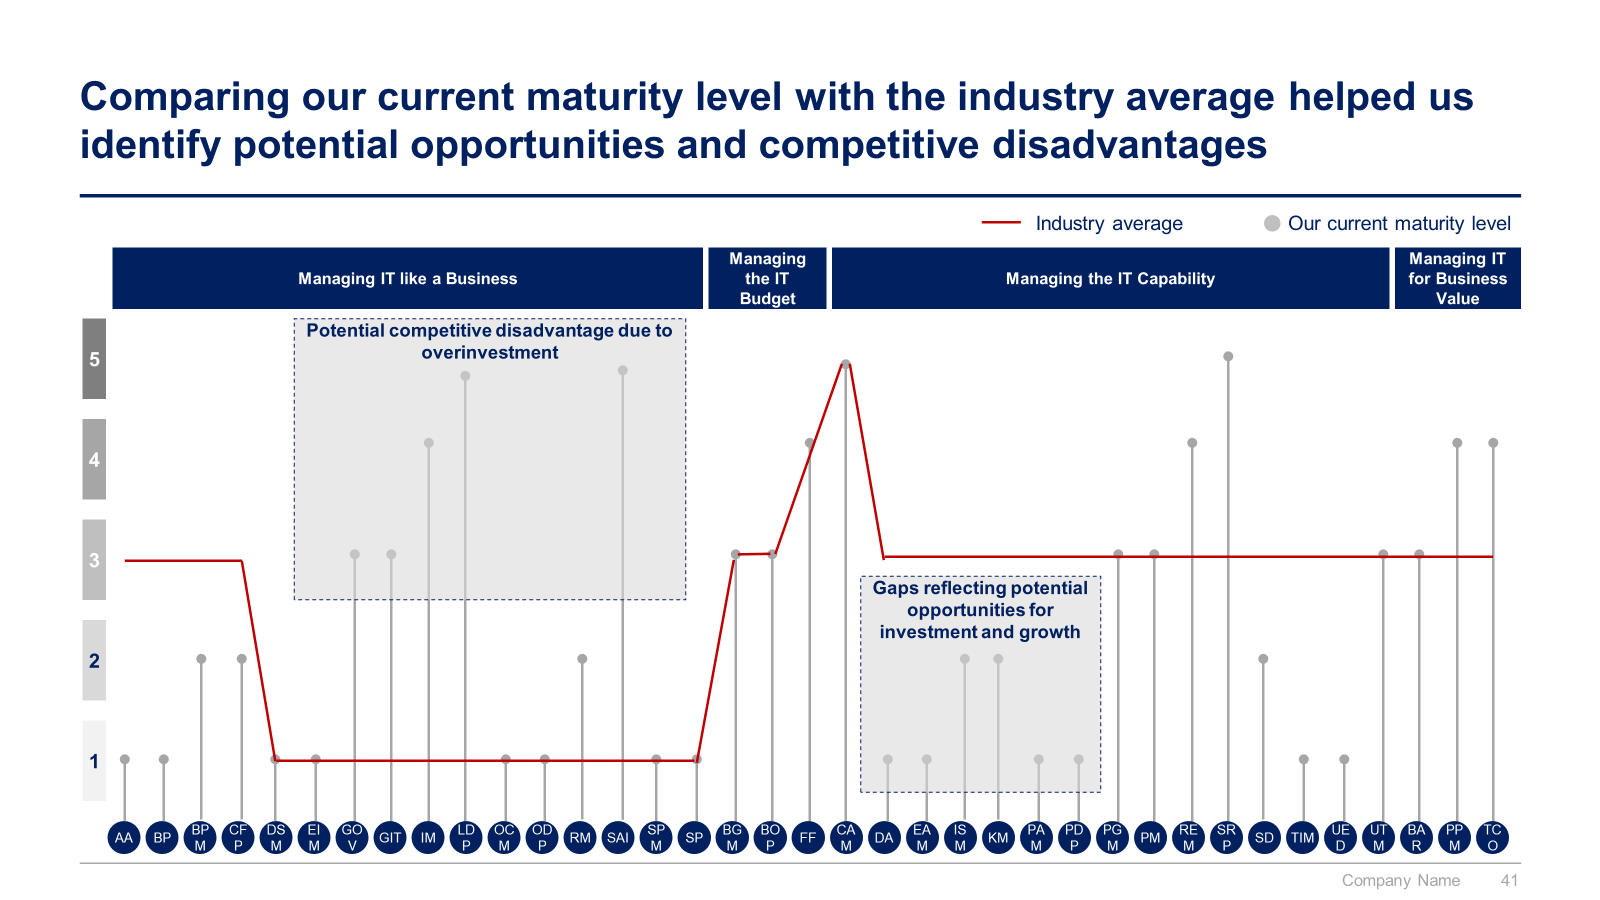 Comparing our current maturity level with the industry average helped us
identify potential opportunities and competitive disadvantages
Industry average
Our current maturity level
Managing IT like a Business
Managing
the IT
Budget
Managing the IT Capability
Managing IT
for Business
Value
Potential competitive disadvantage due to
overinvestment
5
4
3
2
1
Gaps reflecting potential
opportunities for
investment and growth
AA
BP
BP
M
CF
P
DS
M
EI
M
GO
V
GIT
IM
LD
P
OC
M
OD
P
RM
SAI
SP
M
SP
BG
M
BO
P
FF
CA
M
DA
EA
M
IS
M
KM
PA
M
PD
P
PG
M
PM
RE
M
SR
P
SD
TIM
UE
D
UT
M
BA
R
PP
M
TC
O
Company Name
41